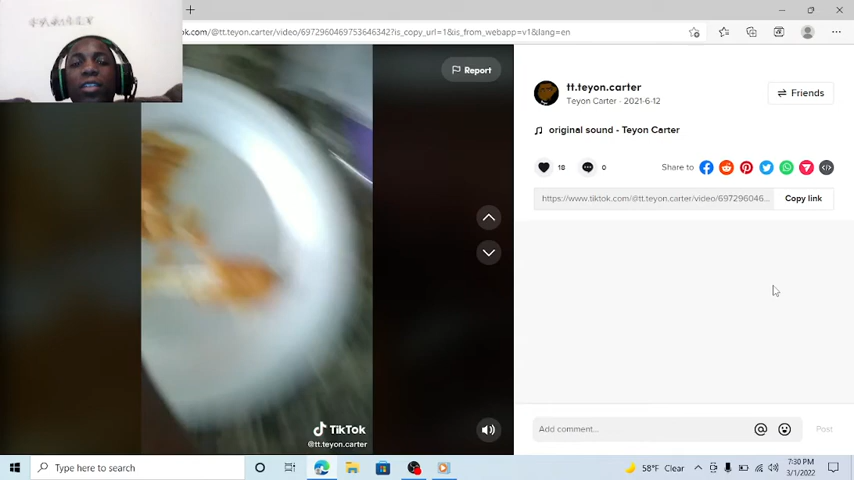 FAMILY
k.com/@tt.teyon.carter/video/6972960469753646342?is_copy_url=1&is_from_webapp=v1&lang=en
Report
tt.teyon.carter
Teyon Carter · 2021-6-12
Friends
original sound - Teyon Carter
18
0
Share to
https://www.tiktok.com/@tt.teyon.carter/video/697296046...
Copy link
TikTok
@tt.teyon.carter
Add comment...
Post
Type here to search
58°F Clear
7:30 PM
3/1/2022